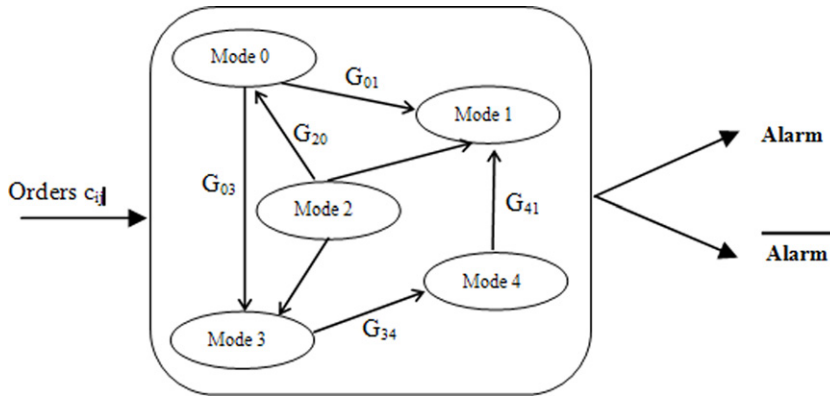 Mode 0
G₀₁
Mode 1
Alarm
G₂₀
Orders cᵢⱼ
G₀₃
Mode 2
G₄₁
Alarm
Mode 4
Mode 3
G₃₄